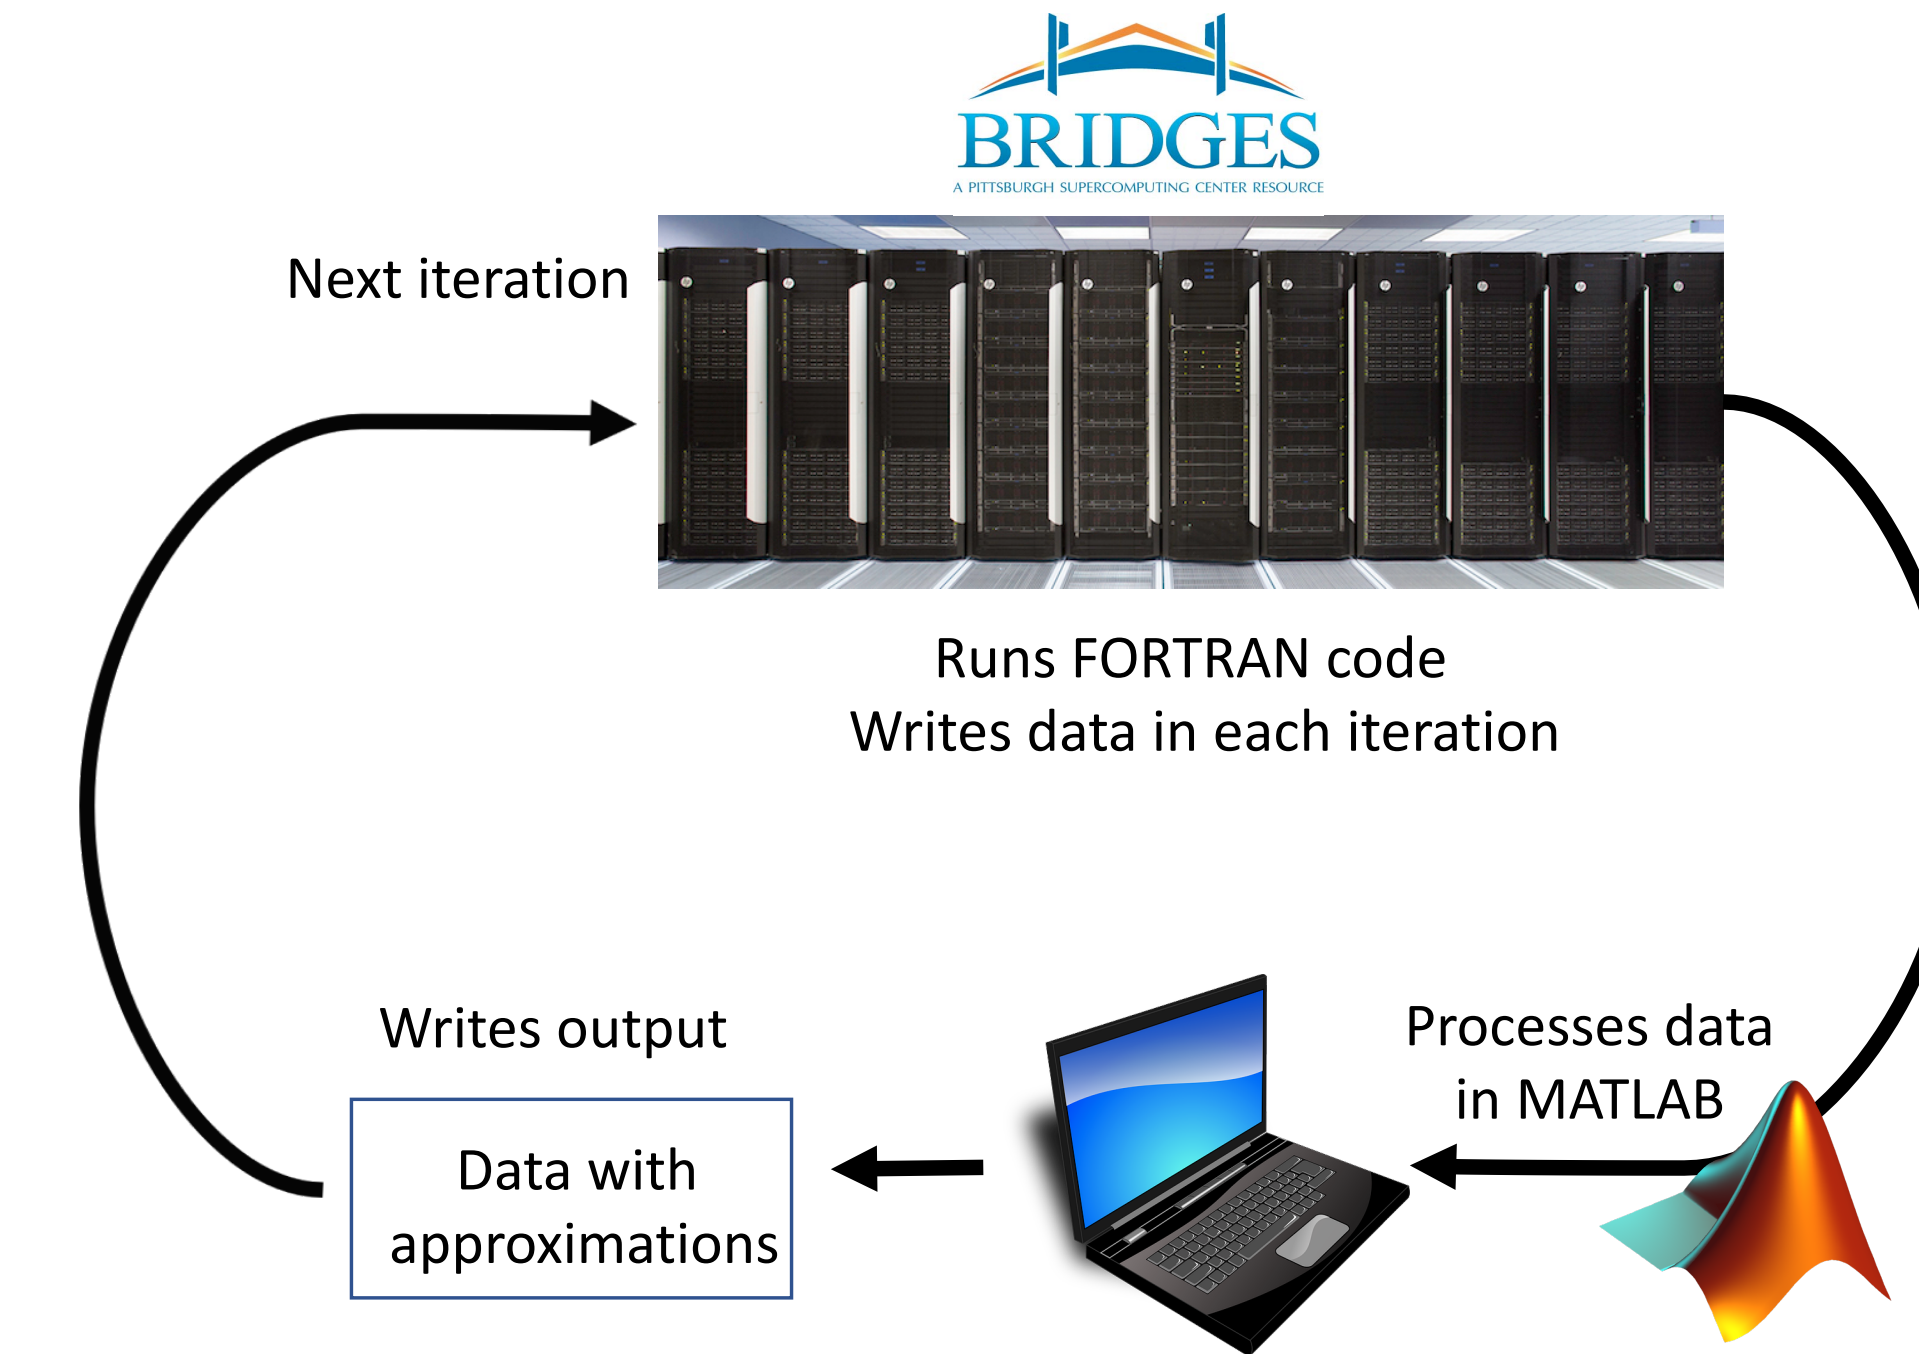 BRIDGES
A PITTSBURGH SUPERCOMPUTING CENTER RESOURCE
Next iteration
Runs FORTRAN code
Writes data in each iteration
Writes output
Data with
approximations
Processes data
in MATLAB